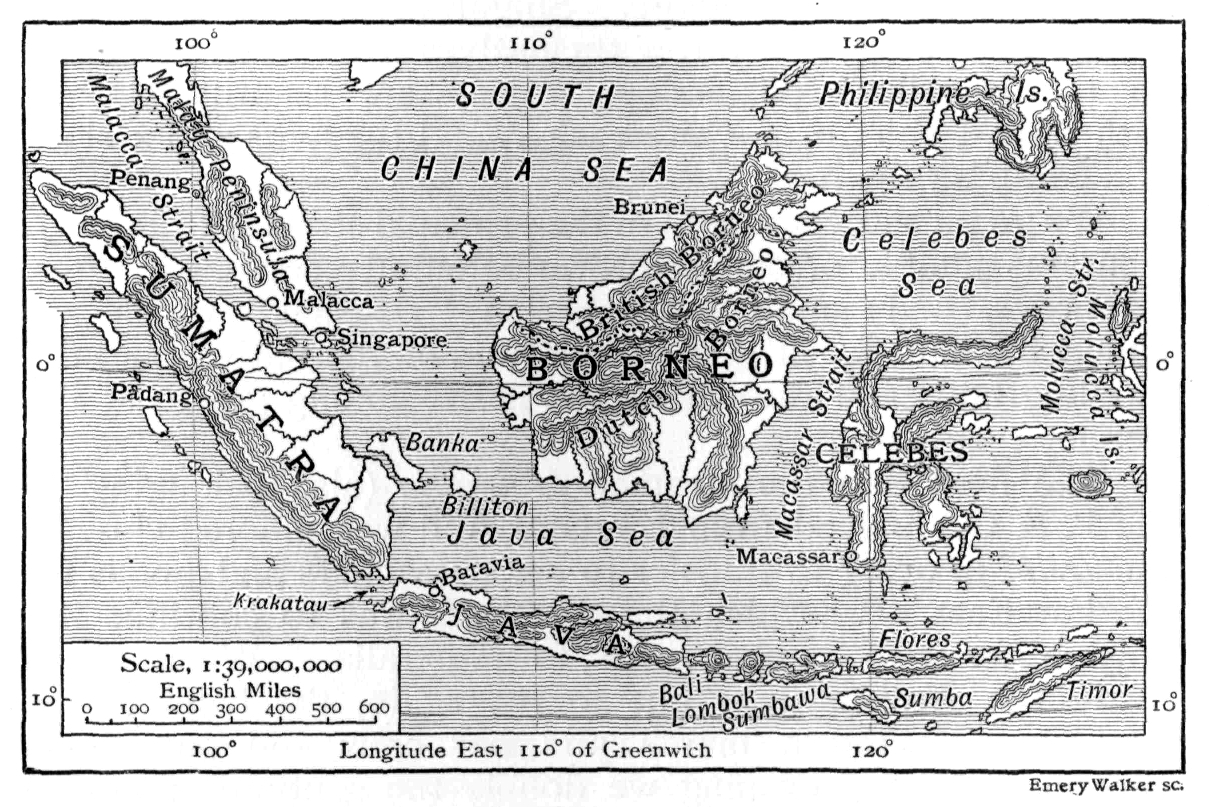 100° 110° 120°
SOUTH
CHINA SEA
Philippine Is.
Malacca Strait
Malay Peninsula
Penang
Brunei
British Borneo
Celebes
Sea
SUMATRA
Malacca
Singapore
Molucca Str.
Molucca Is.
0° 0°
BORNEO
Dutch Borneo
Macassar Strait
Padang
Banka
CELEBES
Billiton
Java Sea
Macassar
Batavia
Krakatau
JAVA
Flores
Bali
Lombok
Sumbawa
Sumba
Timor
Scale, 1:39,000,000
English Miles
0 100 200 300 400 500 600
10° 10°
100° Longitude East 110° of Greenwich 120°
Emery Walker sc.